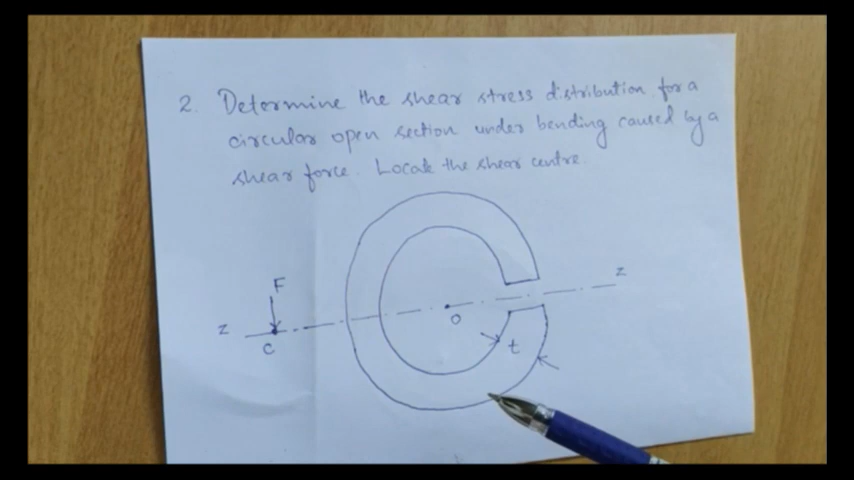 2. Determine the shear stress distribution for a
circular open section under bending caused by a
shear force. Locate the shear centre.
F
z
z
O
C
t